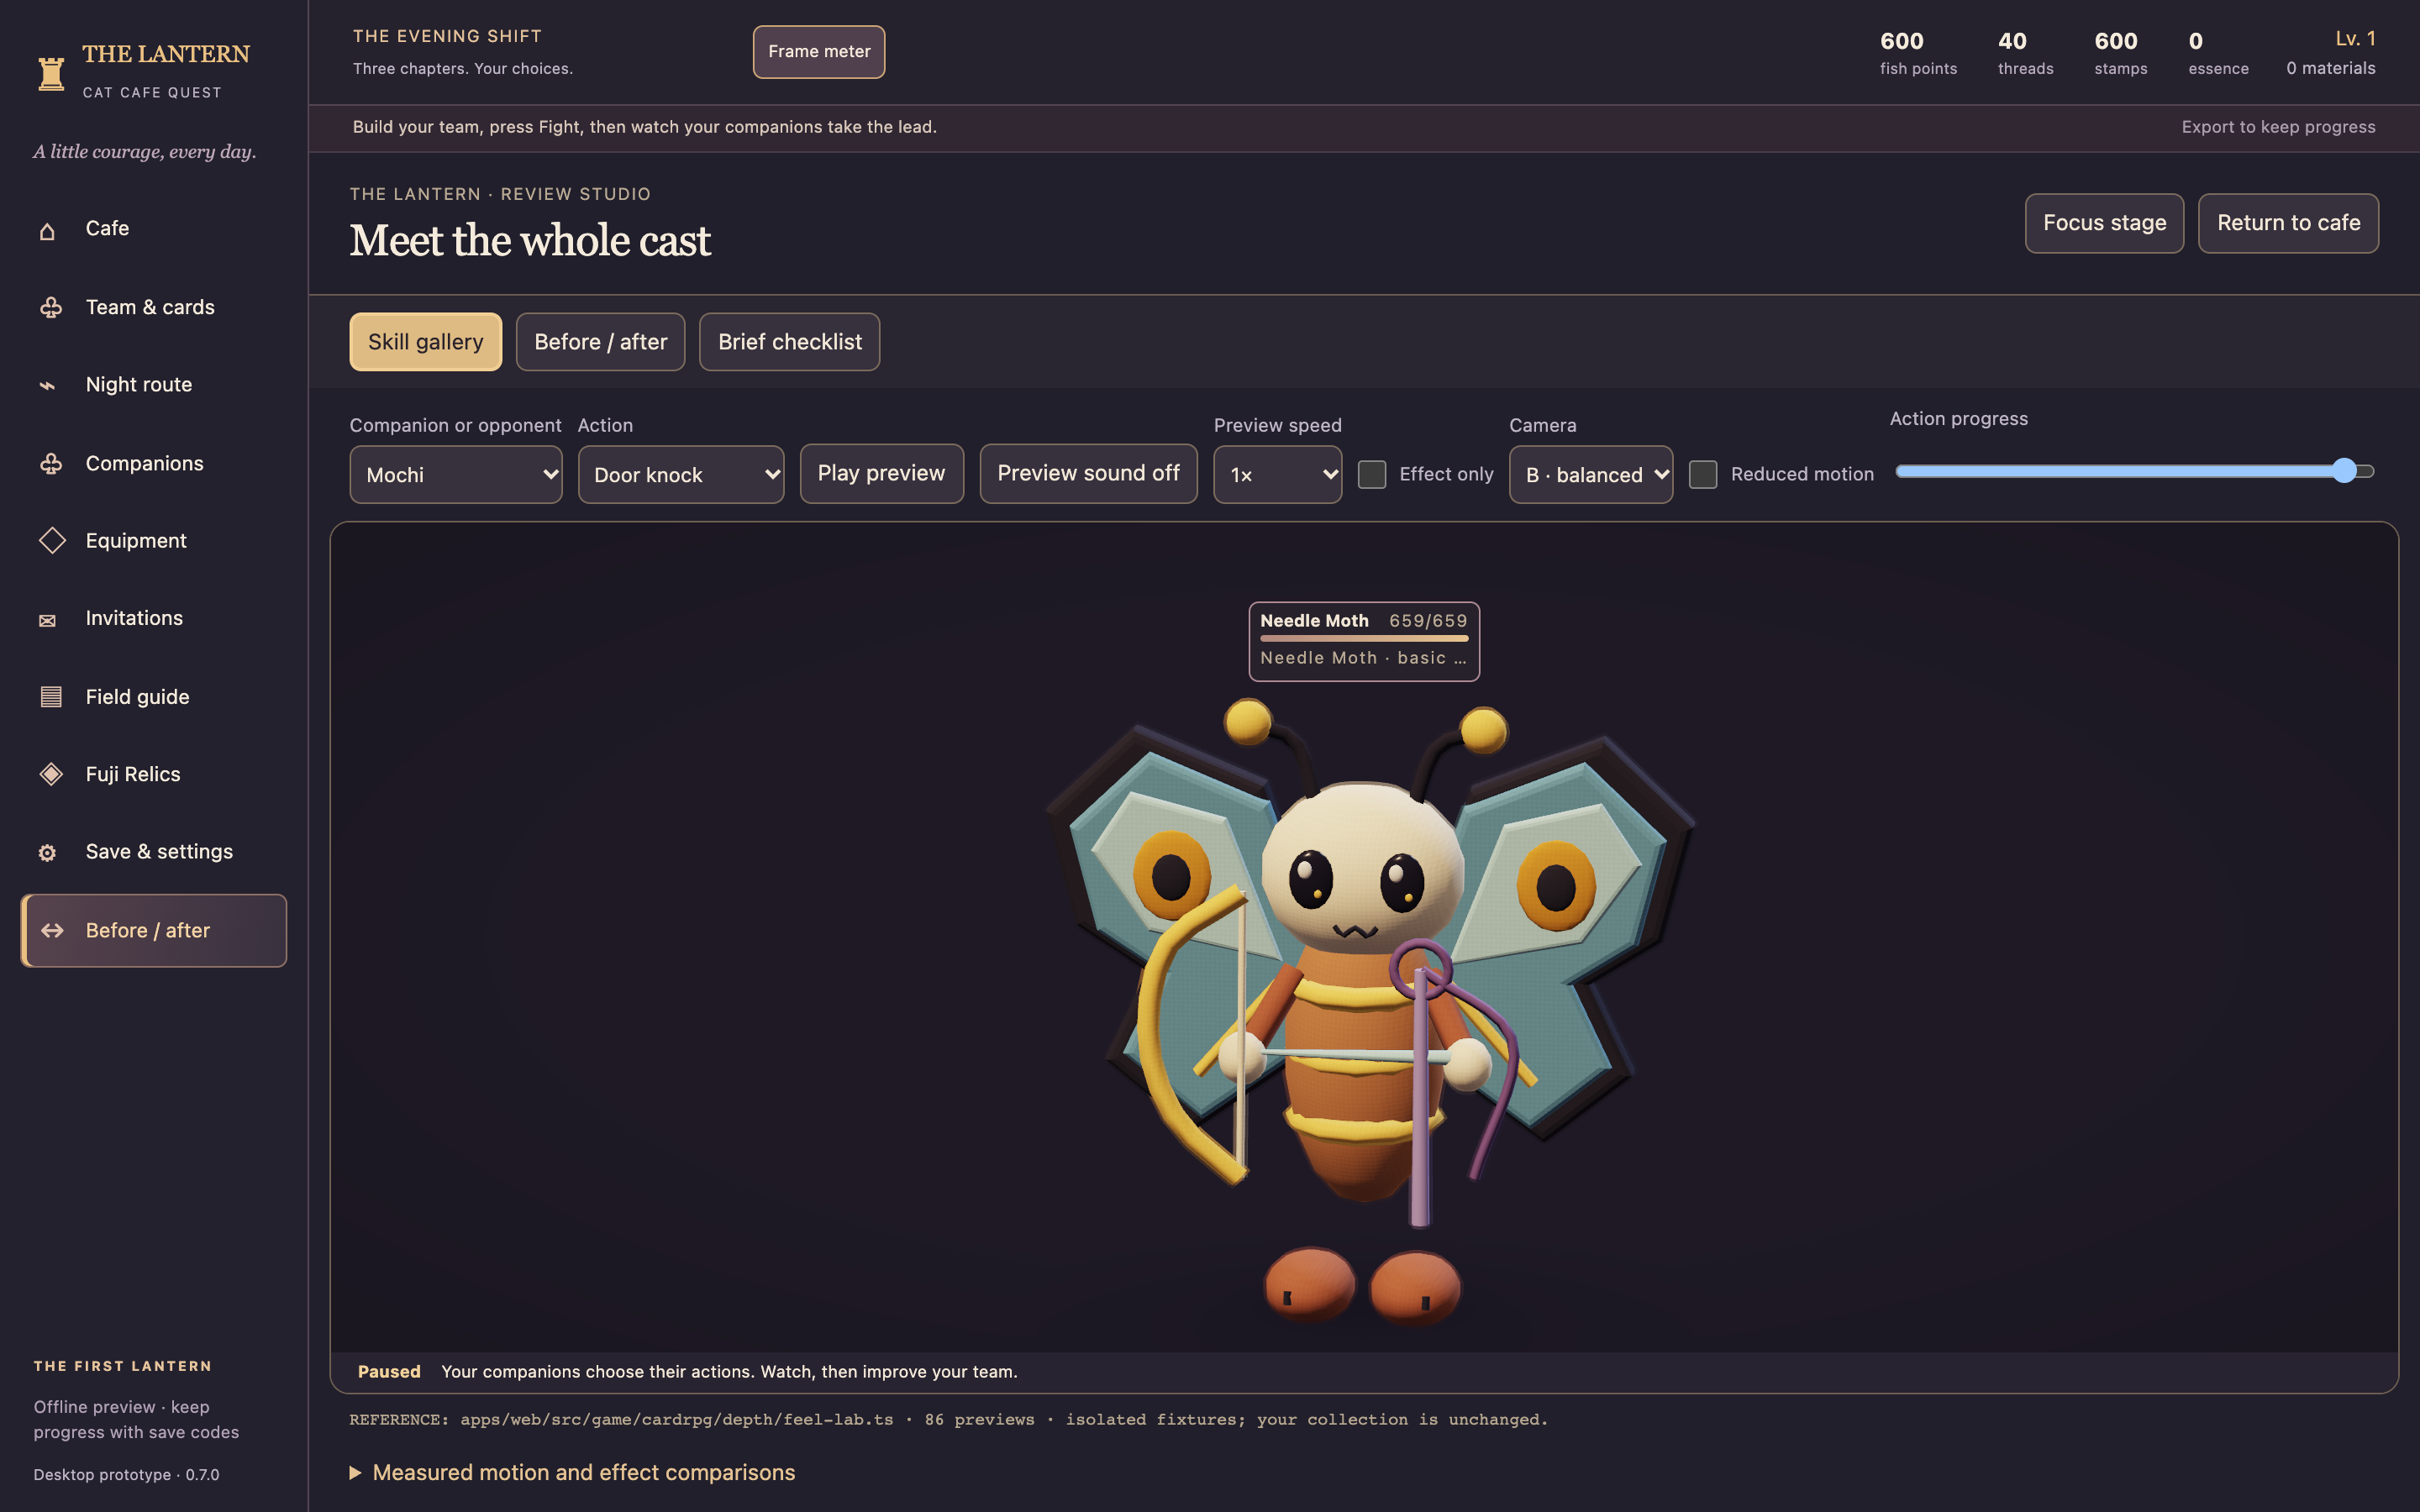 THE LANTERN
CAT CAFE QUEST
A little courage, every day.
Cafe
Team & cards
Night route
Companions
Equipment
Invitations
Field guide
Fuji Relics
Save & settings
Before / after
THE FIRST LANTERN
Offline preview · keep
progress with save codes
Desktop prototype · 0.7.0
THE EVENING SHIFT
Three chapters. Your choices.
Frame meter
600
fish points
40
threads
600
stamps
0
essence
Lv. 1
0 materials
Build your team, press Fight, then watch your companions take the lead.
Export to keep progress
THE LANTERN · REVIEW STUDIO
Meet the whole cast
Focus stage
Return to cafe
Skill gallery
Before / after
Brief checklist
Companion or opponent
Mochi
Action
Door knock
Play preview
Preview sound off
Preview speed
1×
Effect only
Camera
B · balanced
Reduced motion
Action progress
Needle Moth 659/659
Needle Moth · basic …
Paused Your companions choose their actions. Watch, then improve your team.
REFERENCE: apps/web/src/game/cardrpg/depth/feel-lab.ts · 86 previews · isolated fixtures; your collection is unchanged.
Measured motion and effect comparisons